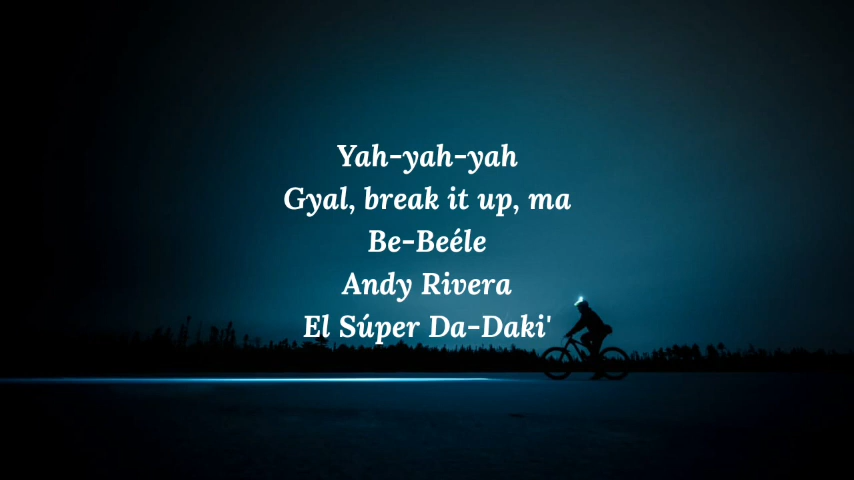 Yah-yah-yah
Gyal, break it up, ma
Be-Beéle
Andy Rivera
El Súper Da-Daki'